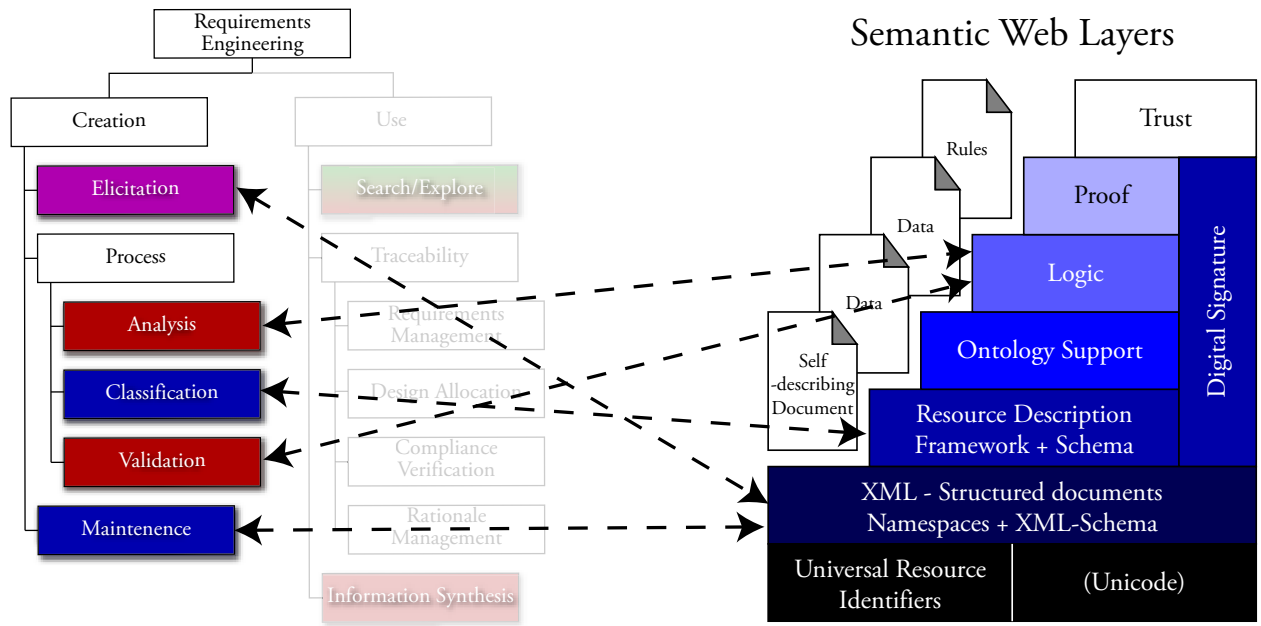 Requirements
Engineering
Creation
Elicitation
Process
Analysis
Classification
Validation
Maintenence
Use
Search/Explore
Traceability
Requirements
Management
Design Allocation
Compliance
Verification
Rationale
Management
Information Synthesis
Semantic Web Layers
Rules
Data
Data
Self
-describing
Document
Trust
Proof
Logic
Ontology Support
Resource Description
Framework + Schema
Digital Signature
XML - Structured documents
Namespaces + XML-Schema
Universal Resource
Identifiers
(Unicode)